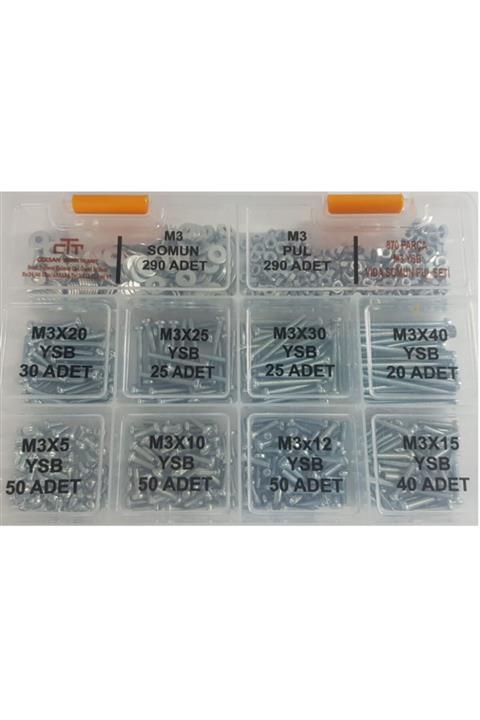 CTT
M3
SOMUN
290 ADET
M3
PUL
290 ADET
870 PARÇA
M3 YSB
VİDA SOMUN PUL SETİ
M3X20
YSB
30 ADET
M3X25
YSB
25 ADET
M3X30
YSB
25 ADET
M3X40
YSB
20 ADET
M3X5
YSB
50 ADET
M3X10
YSB
50 ADET
M3x12
YSB
50 ADET
M3X15
YSB
40 ADET